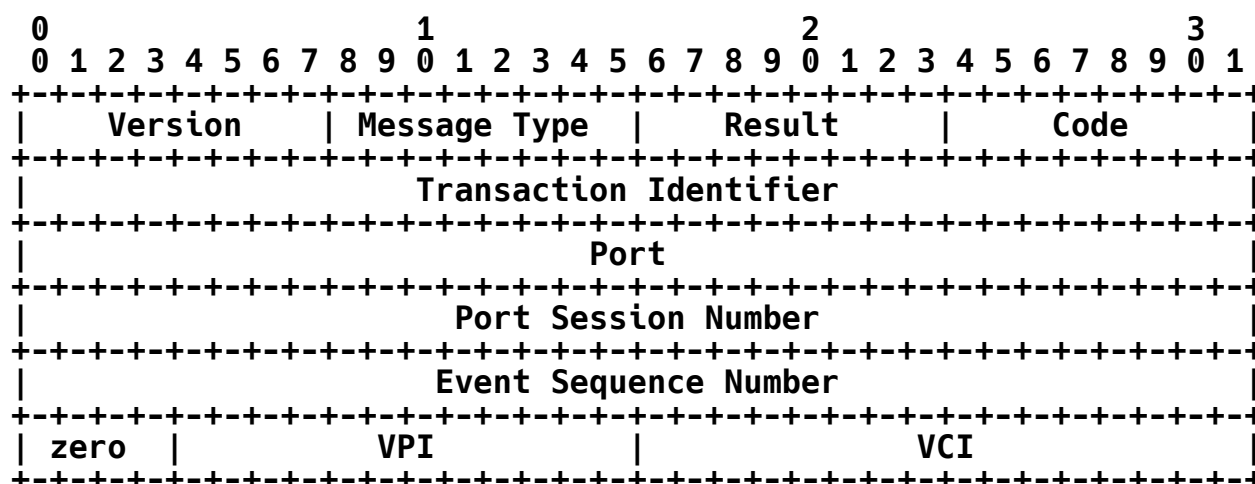 0                   1                   2                   3
 0 1 2 3 4 5 6 7 8 9 0 1 2 3 4 5 6 7 8 9 0 1 2 3 4 5 6 7 8 9 0 1
+-+-+-+-+-+-+-+-+-+-+-+-+-+-+-+-+-+-+-+-+-+-+-+-+-+-+-+-+-+-+-+-+
|    Version    | Message Type  |    Result     |     Code      |
+-+-+-+-+-+-+-+-+-+-+-+-+-+-+-+-+-+-+-+-+-+-+-+-+-+-+-+-+-+-+-+-+
|                    Transaction Identifier                     |
+-+-+-+-+-+-+-+-+-+-+-+-+-+-+-+-+-+-+-+-+-+-+-+-+-+-+-+-+-+-+-+-+
|                             Port                              |
+-+-+-+-+-+-+-+-+-+-+-+-+-+-+-+-+-+-+-+-+-+-+-+-+-+-+-+-+-+-+-+-+
|                      Port Session Number                      |
+-+-+-+-+-+-+-+-+-+-+-+-+-+-+-+-+-+-+-+-+-+-+-+-+-+-+-+-+-+-+-+-+
|                     Event Sequence Number                     |
+-+-+-+-+-+-+-+-+-+-+-+-+-+-+-+-+-+-+-+-+-+-+-+-+-+-+-+-+-+-+-+-+
| zero  |          VPI          |              VCI              |
+-+-+-+-+-+-+-+-+-+-+-+-+-+-+-+-+-+-+-+-+-+-+-+-+-+-+-+-+-+-+-+-+